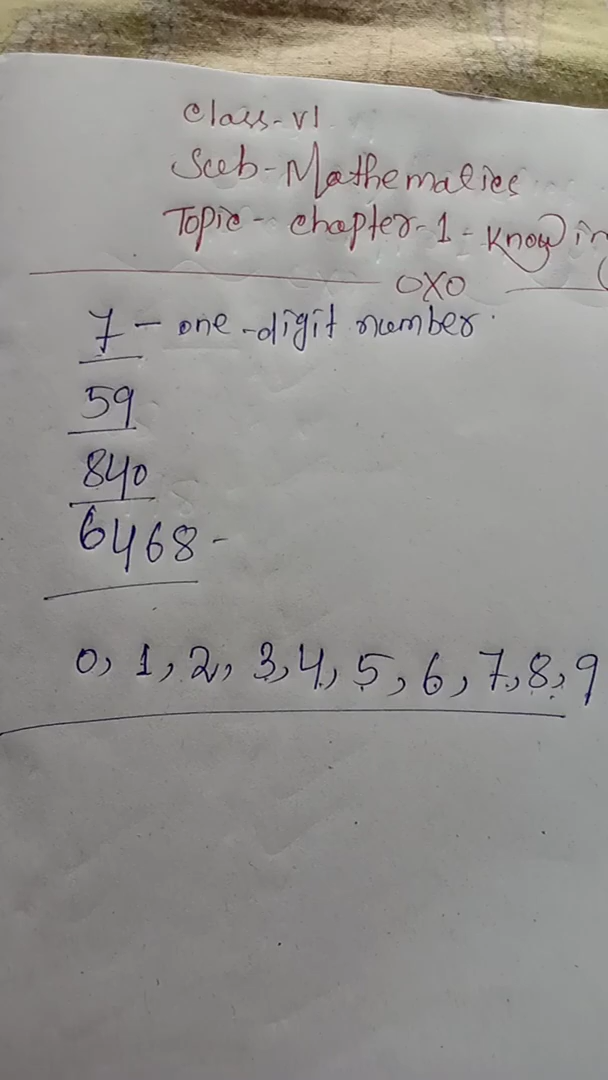 Class-VI
Sub-Mathematics
Topic- chapter-1-Know
OXO
7 - one-digit number.
59
840
6468-
0, 1, 2, 3, 4, 5, 6, 7, 8, 9